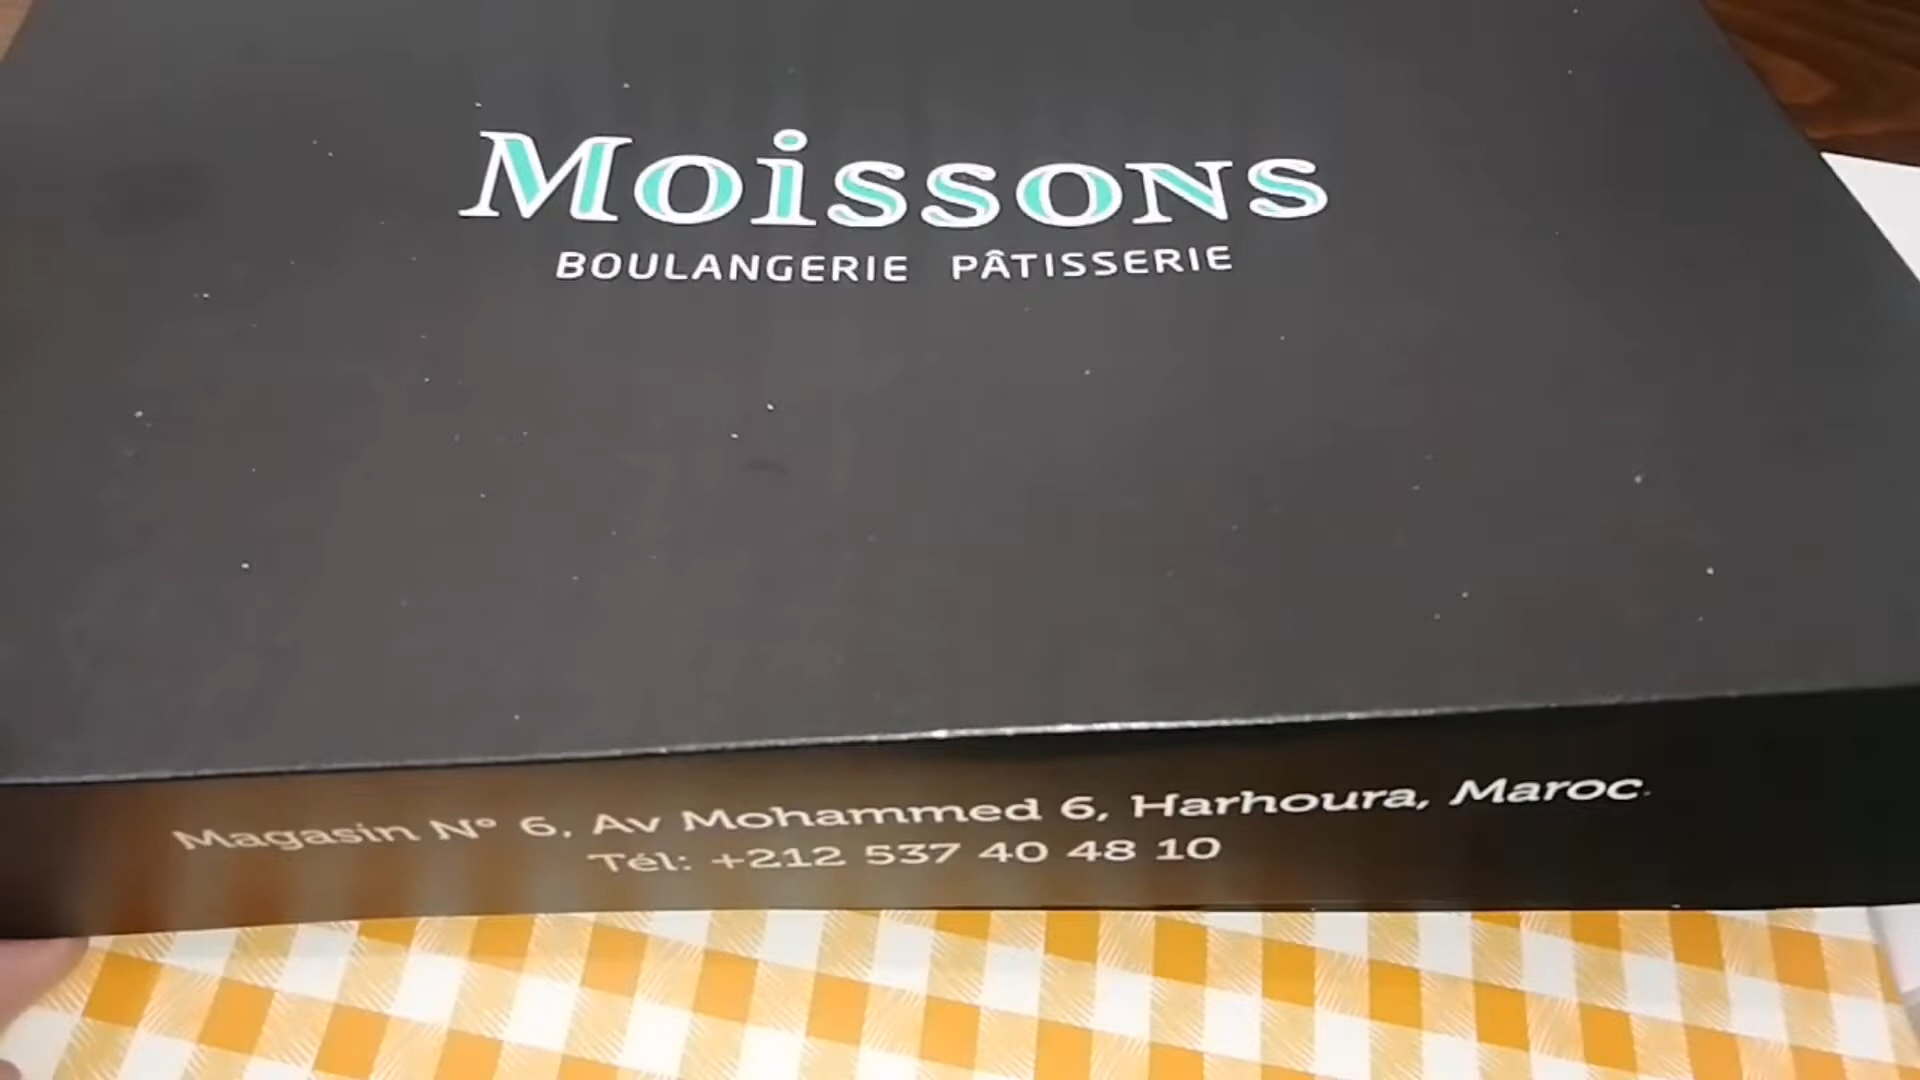 Moissons
BOULANGERIE PÂTISSERIE
Magasin N° 6, Av Mohammed 6, Harhoura, Maroc.
Tél: +212 537 40 48 10